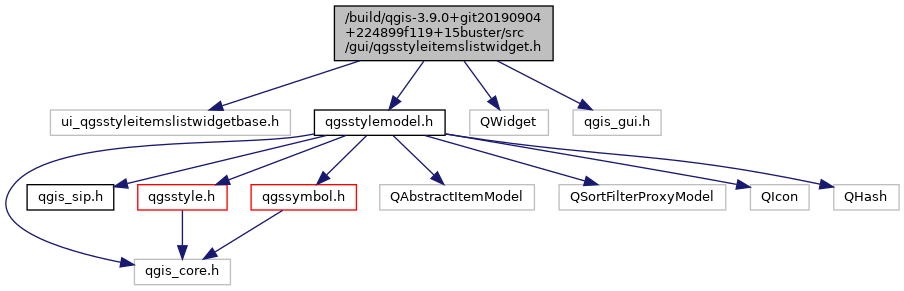 /build/qgis-3.9.0+git20190904
+224899f119+15buster/src
/gui/qgsstyleitemslistwidget.h
ui_qgsstyleitemslistwidgetbase.h
qgsstylemodel.h
QWidget
qgis_gui.h
qgis_sip.h
qgsstyle.h
qgssymbol.h
QAbstractItemModel
QSortFilterProxyModel
QIcon
QHash
qgis_core.h